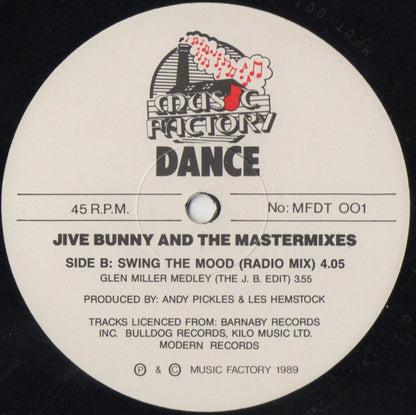 MUSIC
FACTORY
DANCE
45 R.P.M.
No: MFDT 001
JIVE BUNNY AND THE MASTERMIXES
SIDE B: SWING THE MOOD (RADIO MIX) 4.05
GLEN MILLER MEDLEY (THE J. B. EDIT) 3.55
PRODUCED BY: ANDY PICKLES & LES HEMSTOCK
TRACKS LICENCED FROM: BARNABY RECORDS
INC. BULLDOG RECORDS, KILO MUSIC LTD.
MODERN RECORDS
Ⓟ & © MUSIC FACTORY 1989